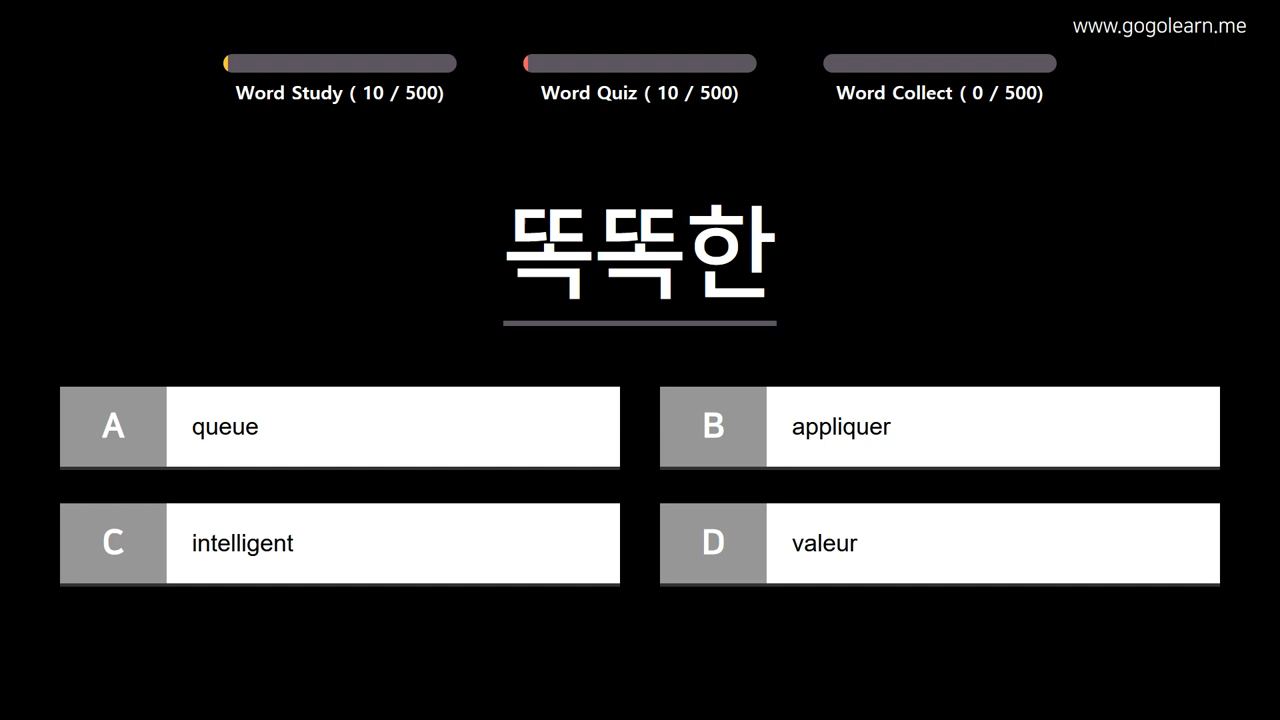 www.gogolearn.me
Word Study ( 10 / 500)
Word Quiz ( 10 / 500)
Word Collect ( 0 / 500)
똑똑한
A queue
B appliquer
C intelligent
D valeur